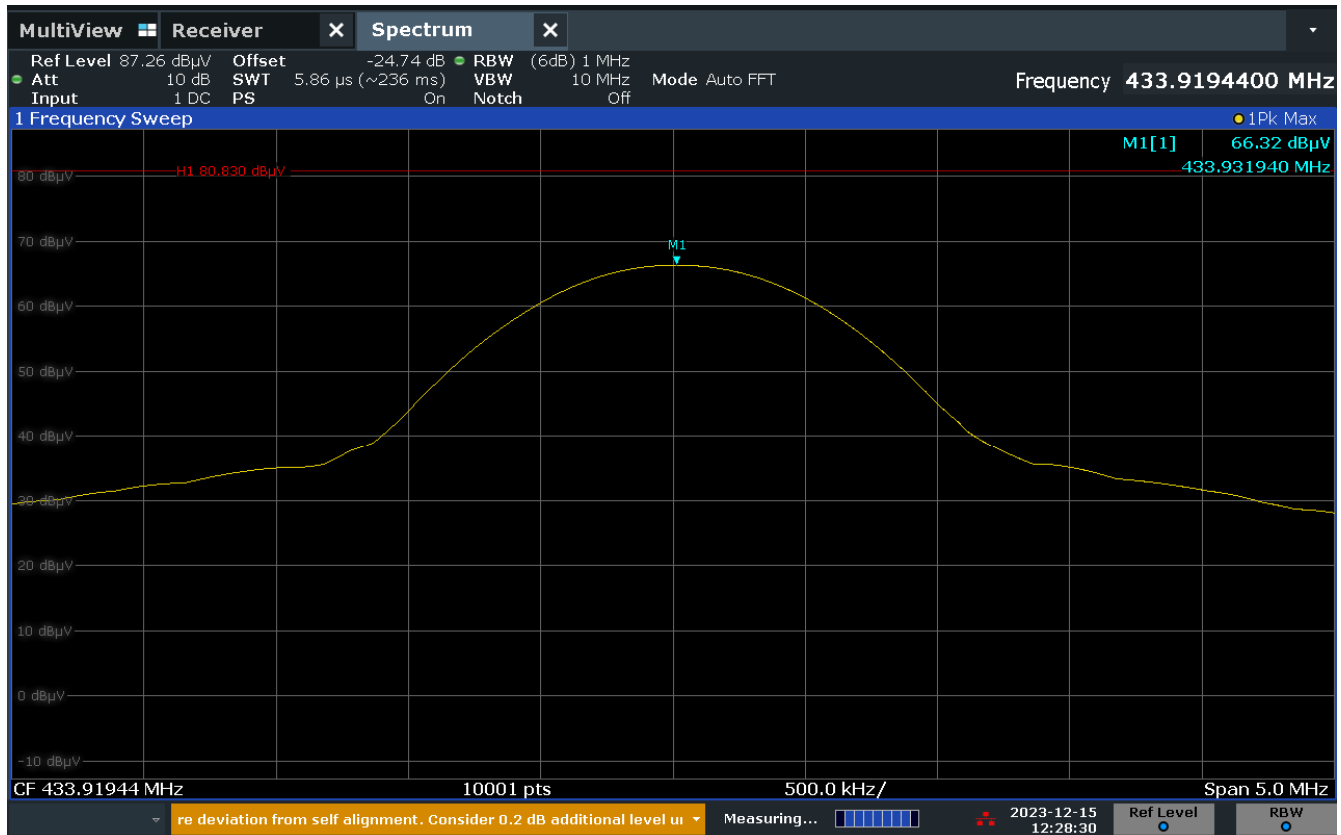 MultiView Receiver Spectrum
Ref Level 87.26 dBµV Offset -24.74 dB RBW (6dB) 1 MHz
Att 10 dB SWT 5.86 µs (~236 ms) VBW 10 MHz Mode Auto FFT Frequency 433.9194400 MHz
Input 1 DC PS On Notch Off
1 Frequency Sweep 1Pk Max
M1[1] 66.32 dBµV
433.931940 MHz
H1 80.830 dBµV
80 dBµV
70 dBµV
M1
60 dBµV
50 dBµV
40 dBµV
30 dBµV
20 dBµV
10 dBµV
0 dBµV
-10 dBµV
CF 433.91944 MHz 10001 pts 500.0 kHz/ Span 5.0 MHz
re deviation from self alignment. Consider 0.2 dB additional level Measuring... 2023-12-15 Ref Level RBW
12:28:30